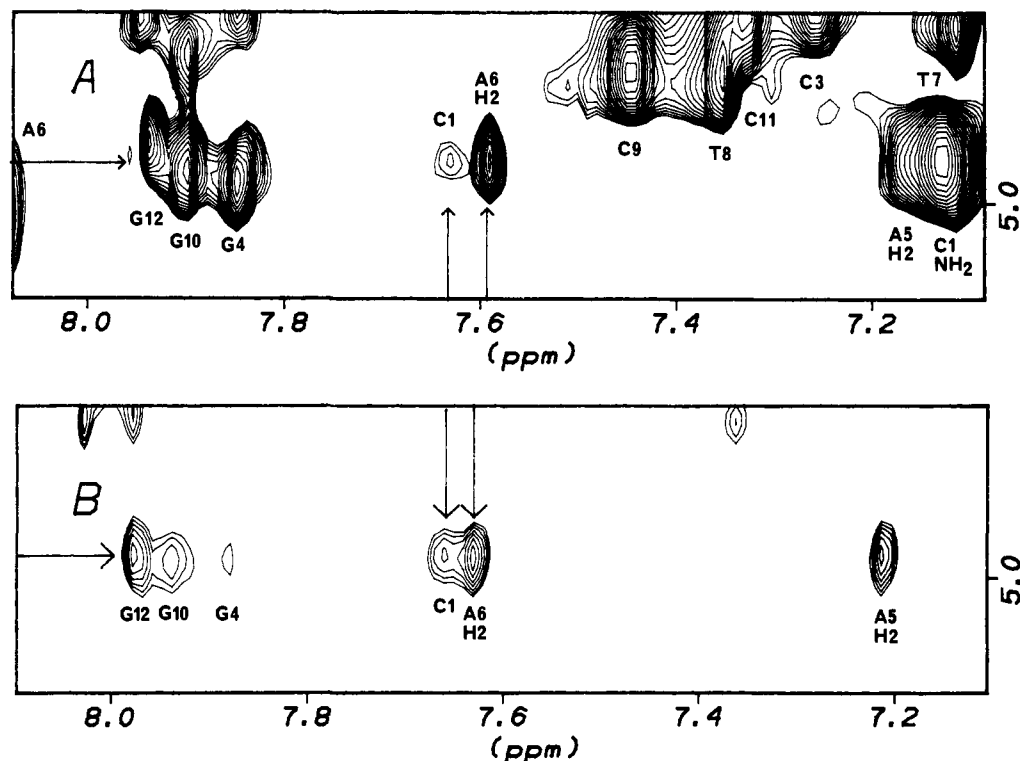 A
A6
G12
G10
G4
C1
A6
H2
C9
T8
C11
C3
T7
A5
H2
C1
NH2
5.0
8.0 7.8 7.6 7.4 7.2
(ppm)
B
G12 G10 G4
C1
A6
H2
A5
H2
5.0
8.0 7.8 7.6 7.4 7.2
(ppm)